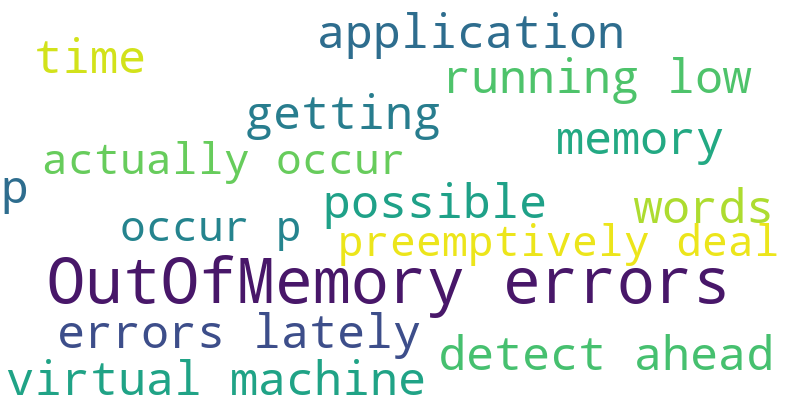 application
time
running low
getting
memory
actually occur
p
possible
words
occur p
preemptively deal
OutOfMemory errors
errors lately
detect ahead
virtual machine